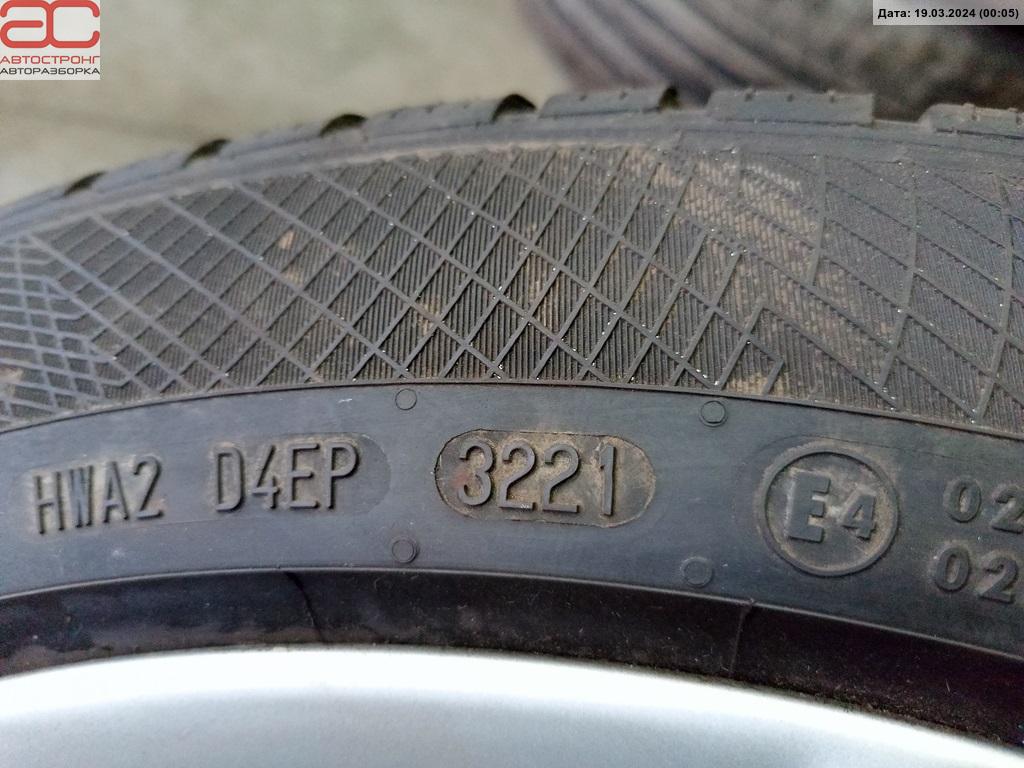 Дата: 19.03.2024 (00:05)
АС
АВТОСТРОНГ
АВТОРАЗБОРКА
HWA2 D4EP 3221 E4 02
02